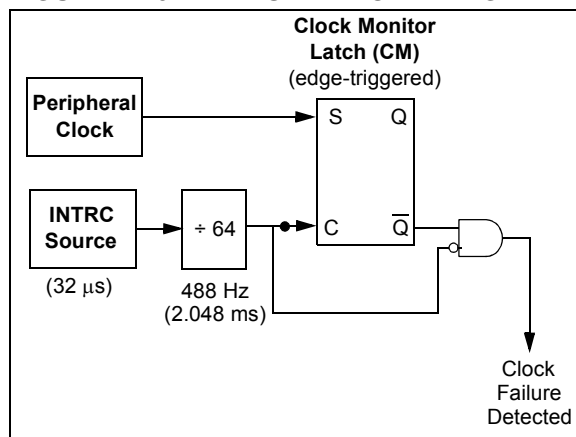 Clock Monitor
Latch (CM)
(edge-triggered)
Peripheral
Clock
S Q
INTRC
Source
÷ 64
C Q
(32 μs)
488 Hz
(2.048 ms)
Clock
Failure
Detected